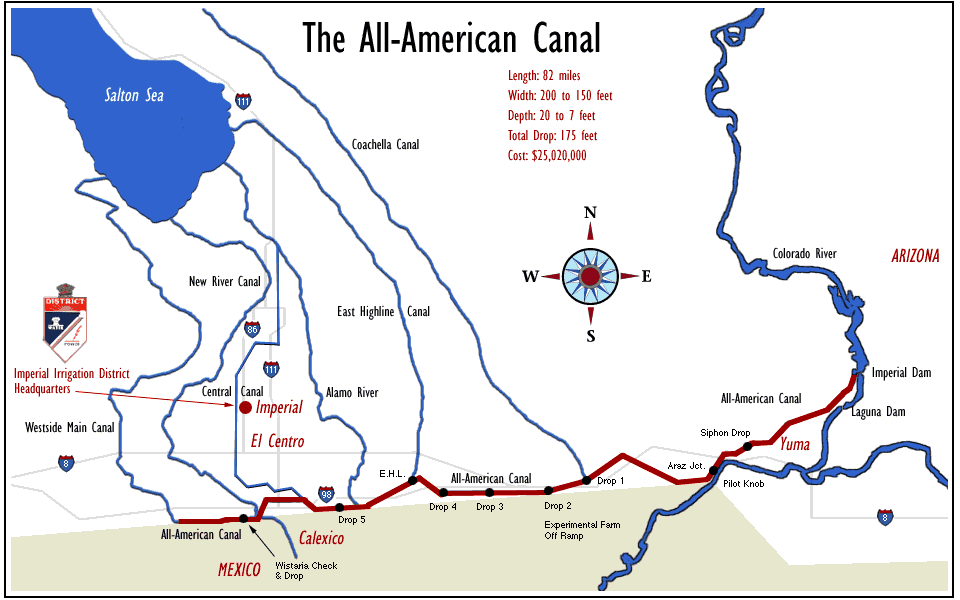 The All-American Canal
Length: 82 miles
Width: 200 to 150 feet
Depth: 20 to 7 feet
Total Drop: 175 feet
Cost: $25,020,000
Salton Sea
111
Coachella Canal
N
W
E
S
Colorado River
ARIZONA
New River Canal
DISTRICT
WATER
POWER
East Highline Canal
86
111
Imperial Irrigation District
Headquarters
Central Canal
Imperial
Alamo River
Imperial Dam
All-American Canal
Laguna Dam
Westside Main Canal
El Centro
Siphon Drop
Yuma
8
E.H.L.
All-American Canal
Araz Jct.
Drop 1
Pilot Knob
98
Drop 5
Drop 4
Drop 3
Drop 2
8
Experimental Farm
Off Ramp
All-American Canal
Calexico
MEXICO
Wistaria Check
& Drop